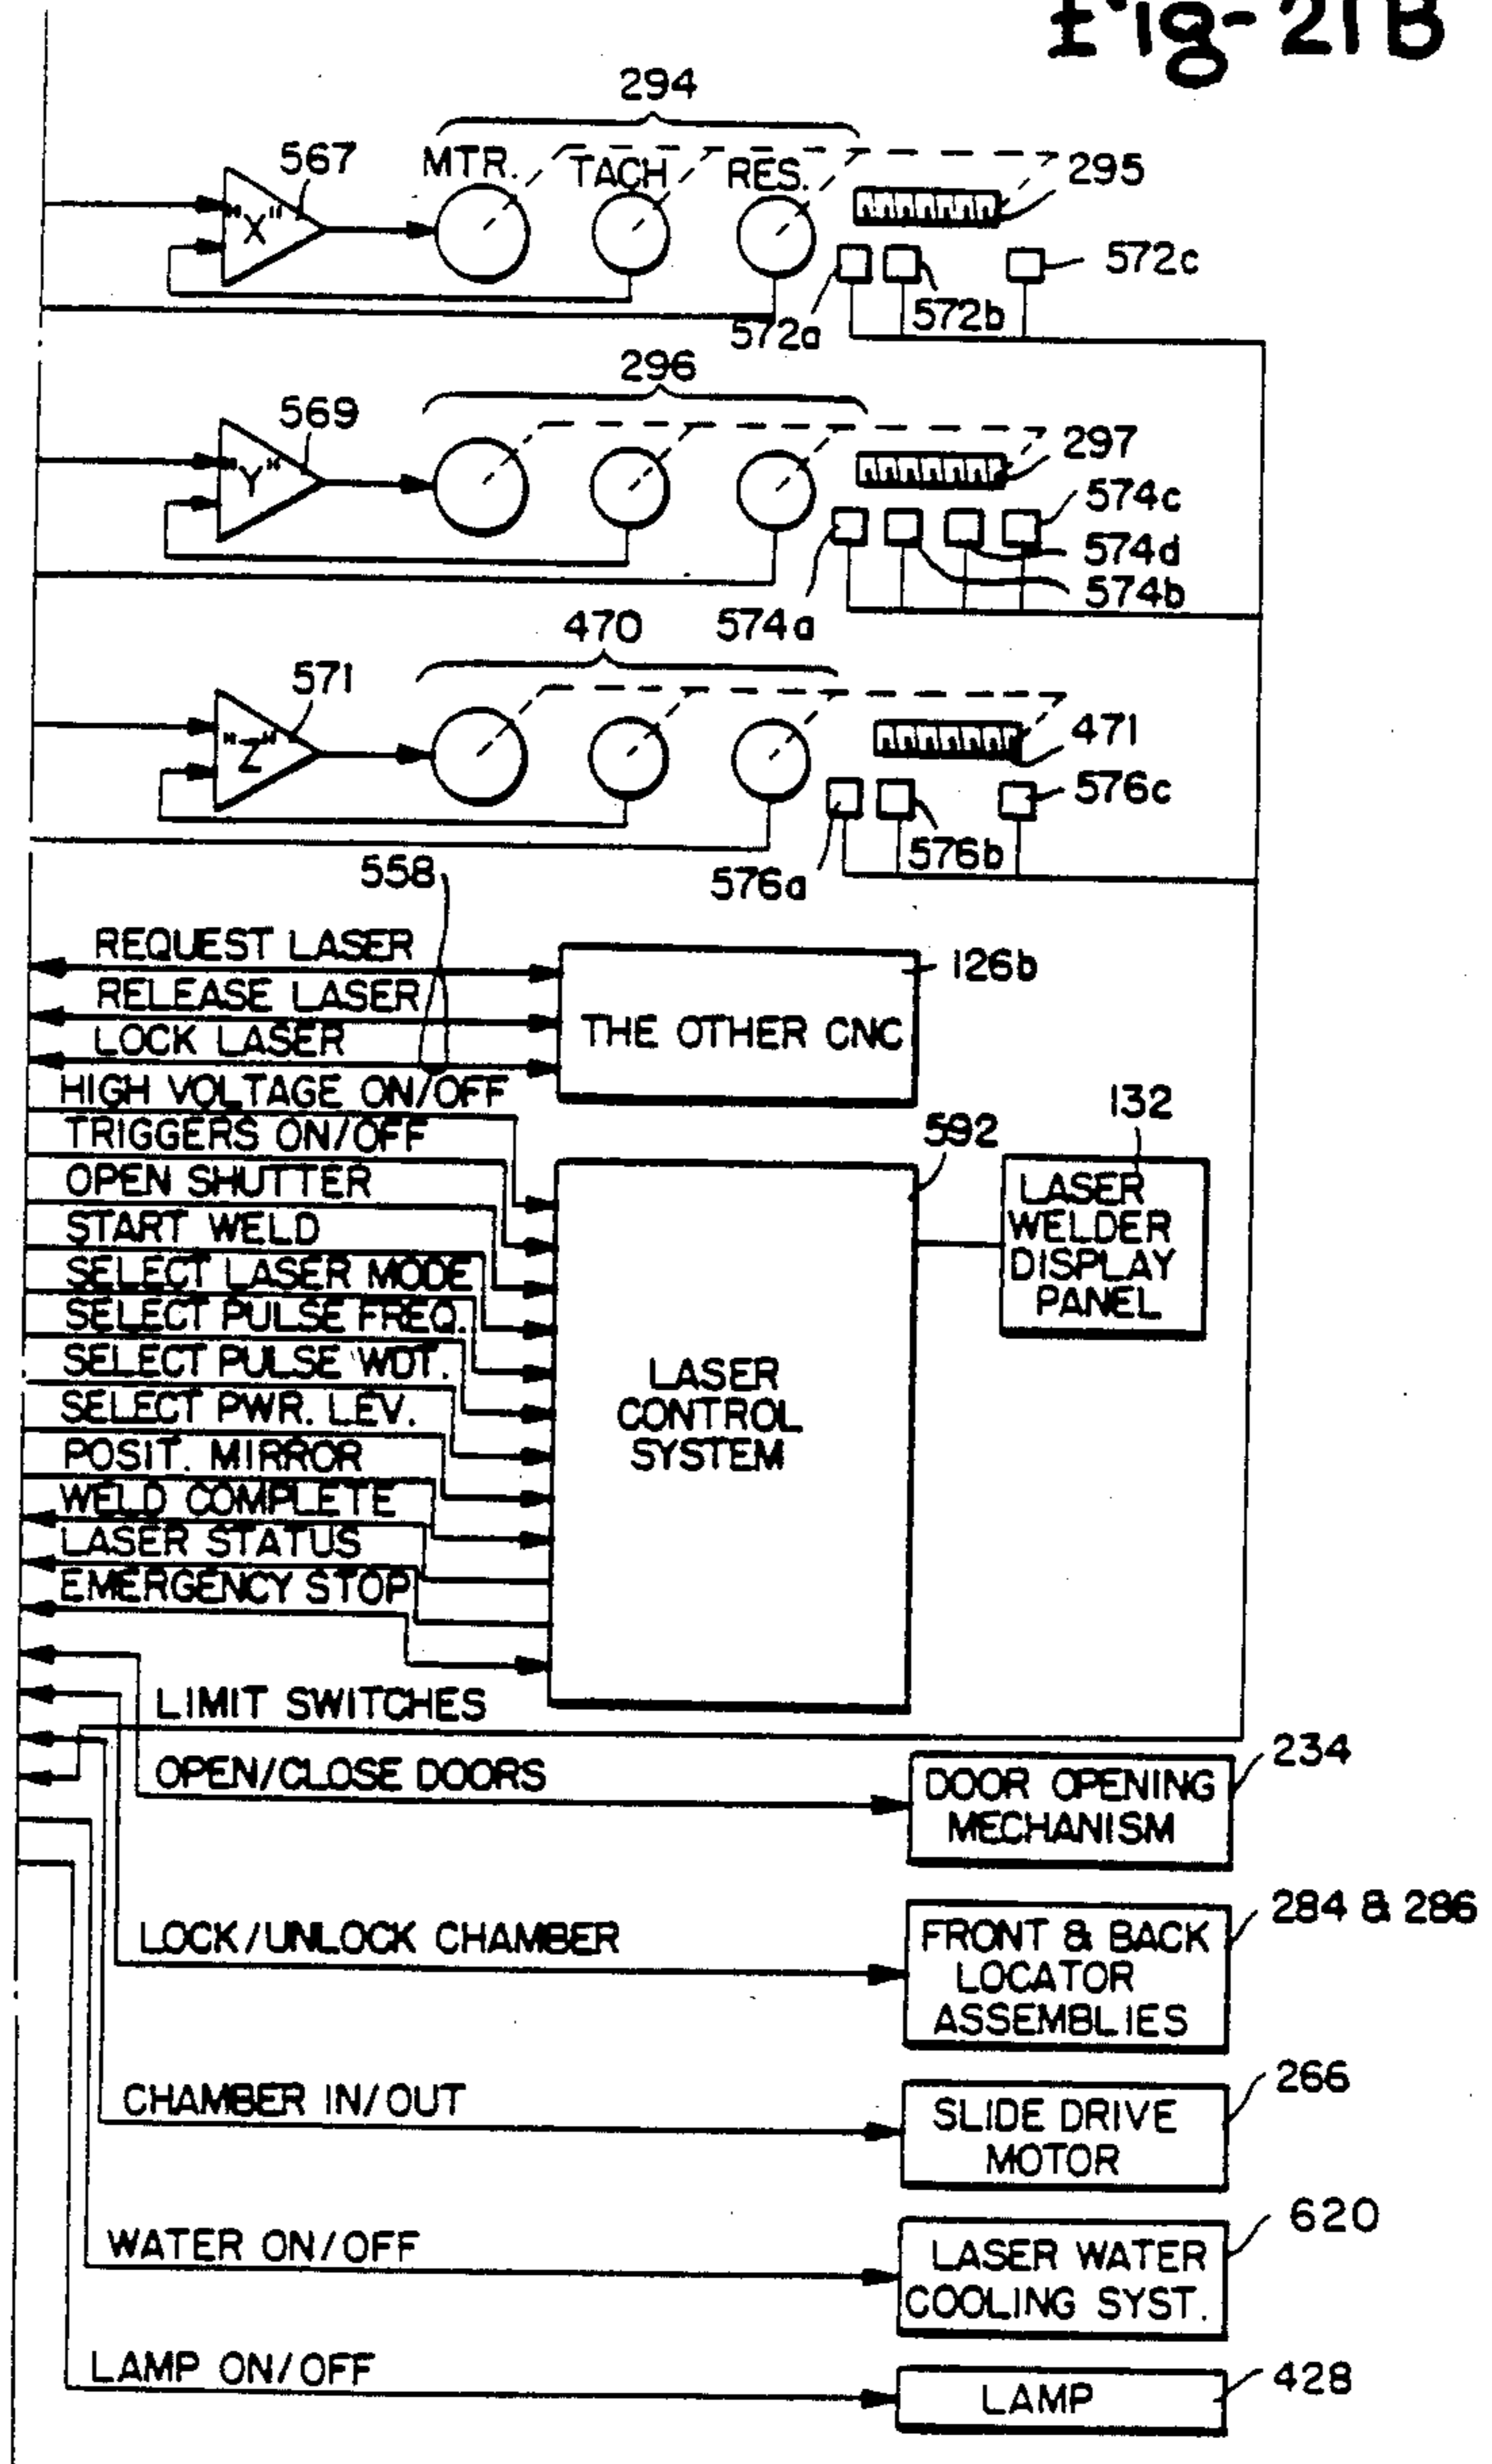 Fig-21B
294
567
MTR.
TACH
RES.
295
"X"
572c
572b
572a
296
569
297
"Y"
574c
574d
574b
574a
470
571
471
"Z"
576c
576b
576a
558
REQUEST LASER
126b
RELEASE LASER
THE OTHER CNC
LOCK LASER
HIGH VOLTAGE ON/OFF
132
TRIGGERS ON/OFF
592
OPEN SHUTTER
START WELD
SELECT LASER MODE
SELECT PULSE FREQ.
SELECT PULSE WDT.
SELECT PWR. LEV.
POSIT. MIRROR
WELD COMPLETE
LASER STATUS
EMERGENCY STOP
LASER
CONTROL
SYSTEM
LASER
WELDER
DISPLAY
PANEL
LIMIT SWITCHES
234
OPEN/CLOSE DOORS
DOOR OPENING
MECHANISM
284 & 286
LOCK/UNLOCK CHAMBER
FRONT & BACK
LOCATOR
ASSEMBLIES
266
CHAMBER IN/OUT
SLIDE DRIVE
MOTOR
620
WATER ON/OFF
LASER WATER
COOLING SYST.
LAMP ON/OFF
428
LAMP